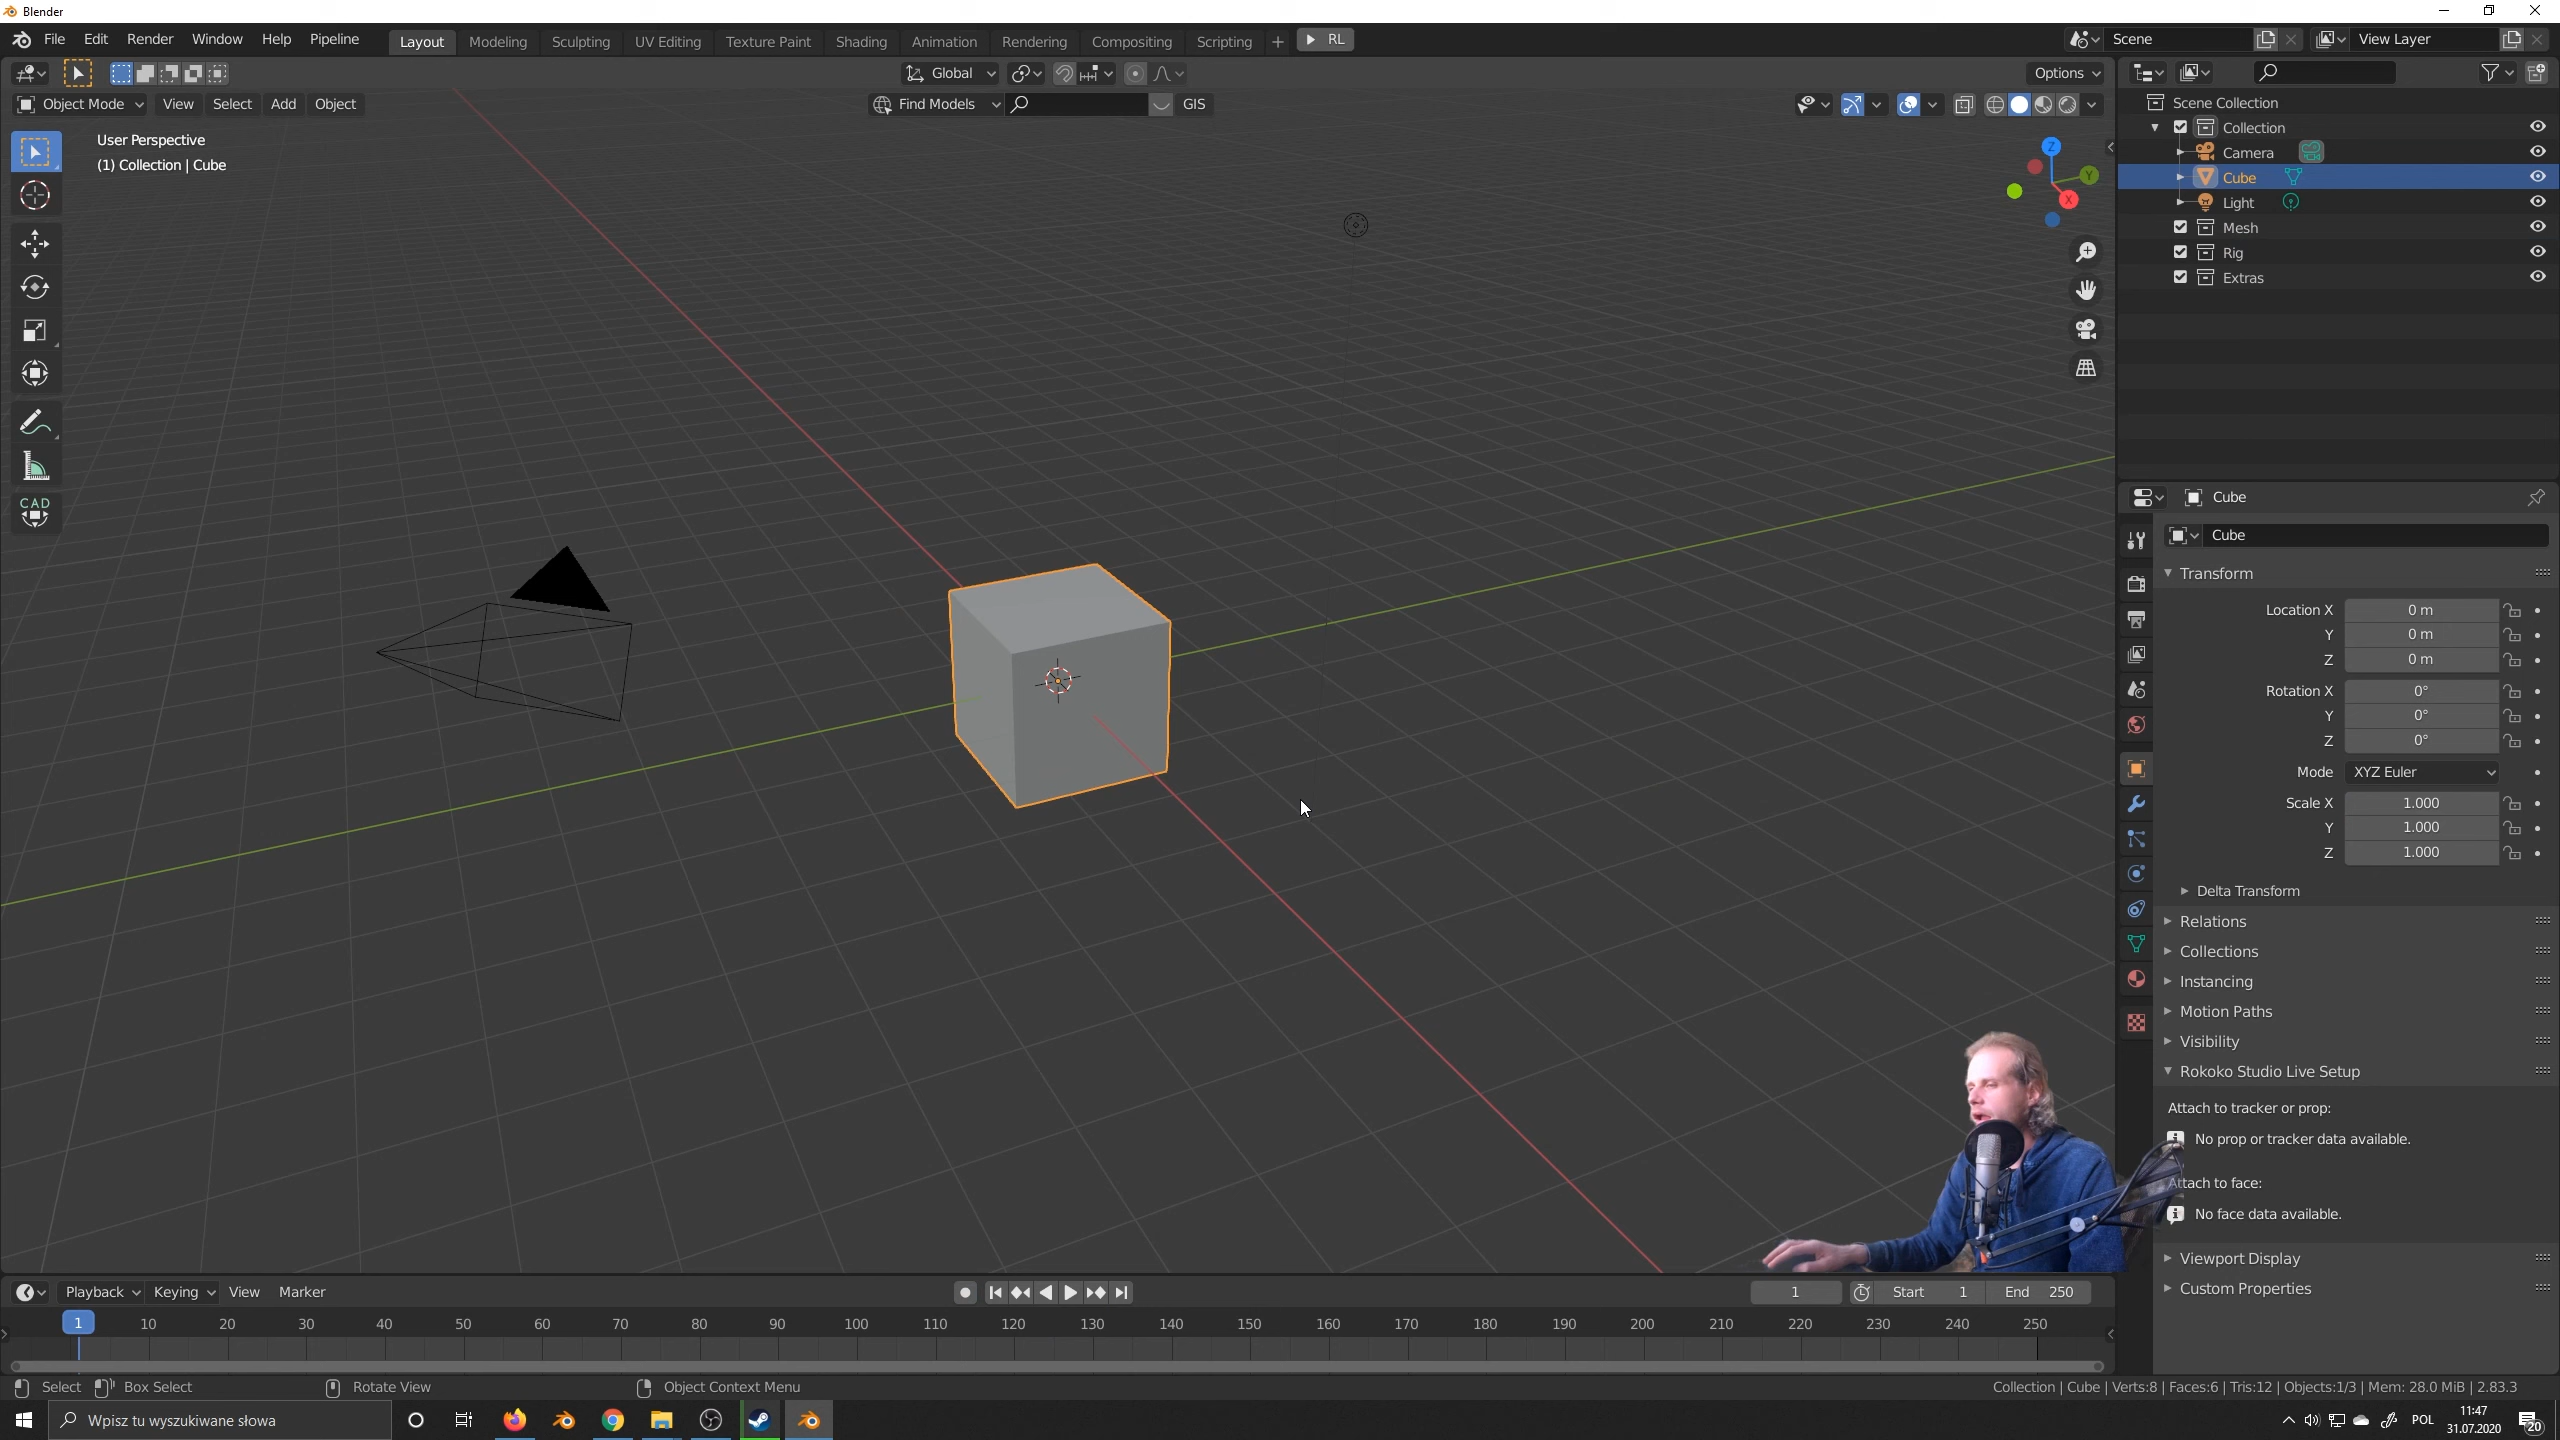 Blender
File Edit Render Window Help Pipeline Layout Modeling Sculpting UV Editing Texture Paint Shading Animation Rendering Compositing Scripting + RL Scene View Layer
Global Options
Object Mode View Select Add Object Find Models GIS
User Perspective
(1) Collection | Cube
Z
Y
X
CAD
Scene Collection
Collection
Camera
Cube
Light
Mesh
Rig
Extras
Cube
Cube
Transform
Location X 0 m
Y 0 m
Z 0 m
Rotation X 0°
Y 0°
Z 0°
Mode XYZ Euler
Scale X 1.000
Y 1.000
Z 1.000
Delta Transform
Relations
Collections
Instancing
Motion Paths
Visibility
Rokoko Studio Live Setup
Attach to tracker or prop:
No prop or tracker data available.
Attach to face:
No face data available.
Viewport Display
Custom Properties
Playback Keying View Marker 1 Start 1 End 250
1 10 20 30 40 50 60 70 80 90 100 110 120 130 140 150 160 170 180 190 200 210 220 230 240 250
Select Box Select Rotate View Object Context Menu Collection | Cube | Verts:8 | Faces:6 | Tris:12 | Objects:1/3 | Mem: 28.0 MiB | 2.83.3
Wpisz tu wyszukiwane słowa POL 11:47
31.07.2020 20